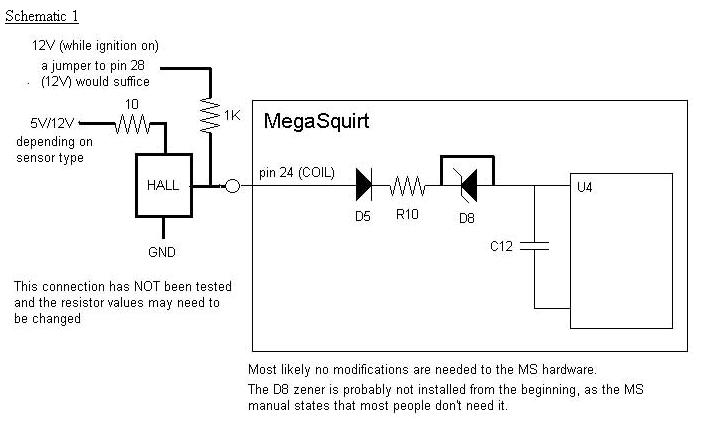 Schematic 1
12V (while ignition on)
a jumper to pin 28
(12V) would suffice
10
1K
5V/12V
depending on
sensor type
MegaSquirt
HALL
pin 24 (COIL)
U4
D5
R10
D8
C12
GND
This connection has NOT been tested
and the resistor values may need to
be changed
Most likely no modifications are needed to the MS hardware.
The D8 zener is probably not installed from the beginning, as the MS
manual states that most people don't need it.